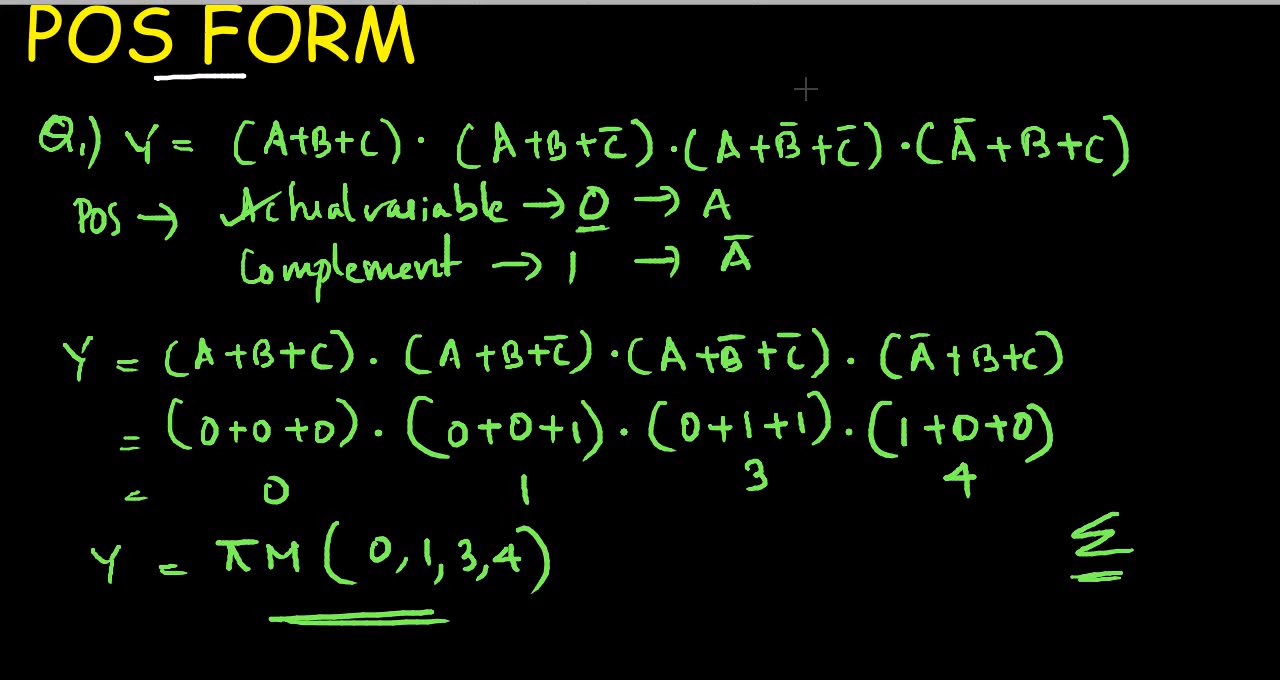 POS FORM
Q.) Y = (A+B+C) · (A+B+C̅) · (A+B̅+C̅) · (A̅+B+C)
POS → Actual variable → 0 → A
Complement → 1 → A̅
Y = (A+B+C) · (A+B+C̅) · (A+B̅+C̅) · (A̅+B+C)
= (0+0+0) · (0+0+1) · (0+1+1) · (1+0+0)
= 0 1 3 4
Y = πM (0,1,3,4)
Σ